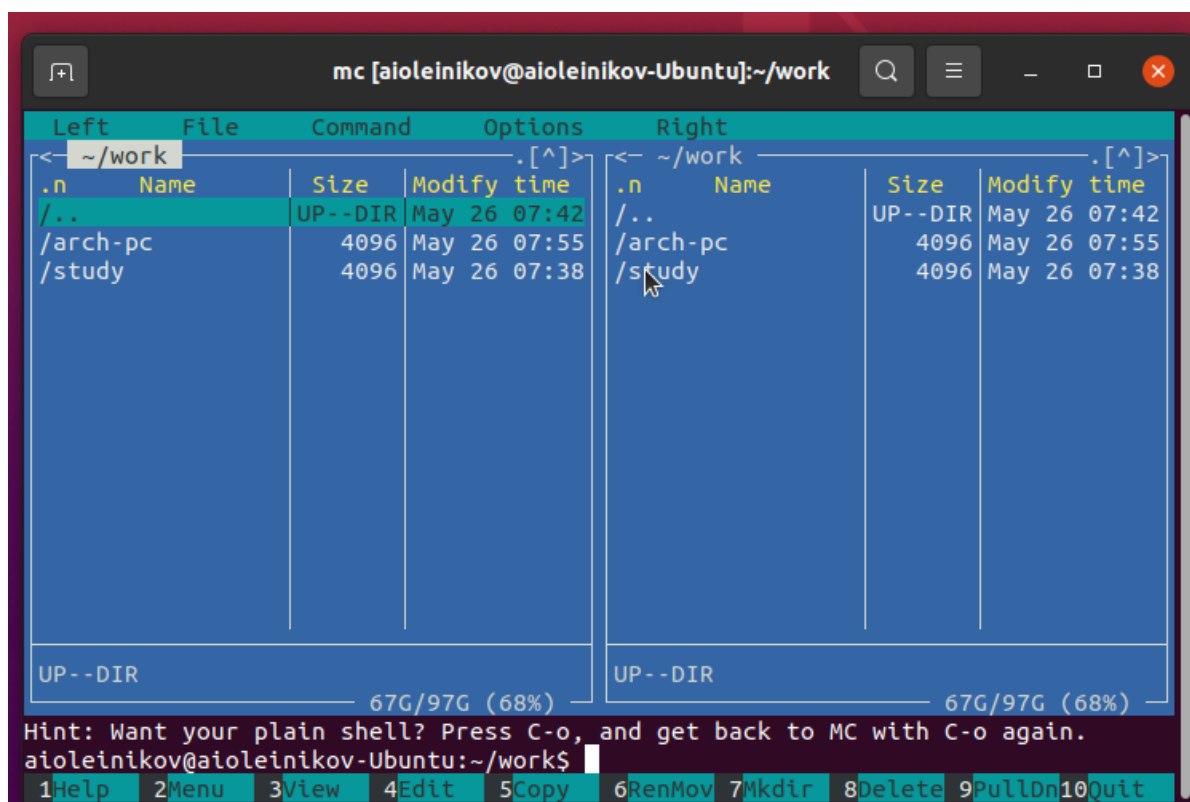 mc [aioleinikov@aioleinikov-Ubuntu]:~/work
Left File Command Options Right
<─ ~/work ─.[^]>┐ <─ ~/work ─.[^]>
.n Name Size Modify time .n Name Size Modify time
/.. UP--DIR May 26 07:42 /.. UP--DIR May 26 07:42
/arch-pc 4096 May 26 07:55 /arch-pc 4096 May 26 07:55
/study 4096 May 26 07:38 /study 4096 May 26 07:38
UP--DIR UP--DIR
67G/97G (68%) 67G/97G (68%)
Hint: Want your plain shell? Press C-o, and get back to MC with C-o again.
aioleinikov@aioleinikov-Ubuntu:~/work$
1Help 2Menu 3View 4Edit 5Copy 6RenMov 7Mkdir 8Delete 9PullDn 10Quit